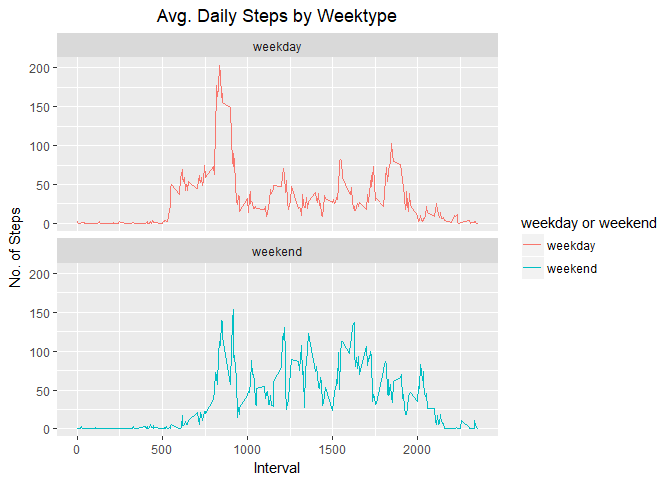 Avg. Daily Steps by Weektype
weekday
200
150
100
50
0
weekend
200
150
100
50
0
No. of Steps
0
500
1000
1500
2000
Interval
weekday or weekend
weekday
weekend